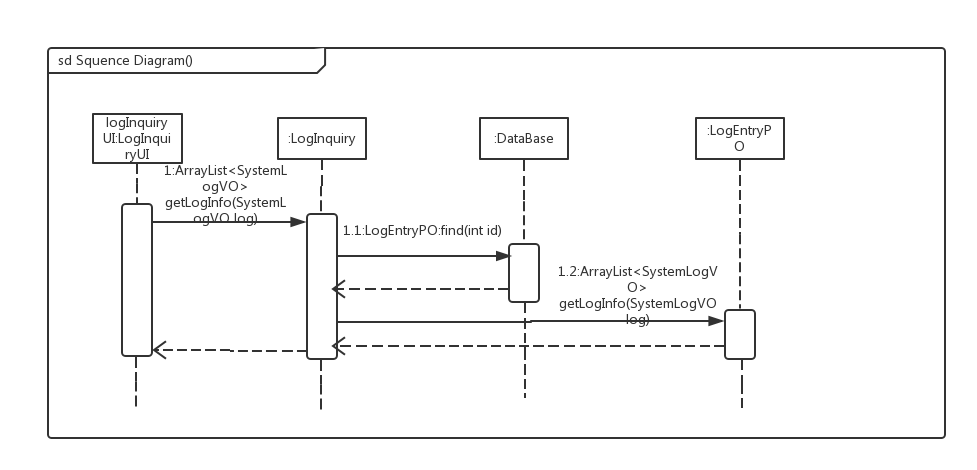 sd Squence Diagram()
logInquiry
UI:LogInqui
ryUI
:LogInquiry
:DataBase
:LogEntryP
O
1:ArrayList<SystemL
ogVO>
getLogInfo(SystemL
ogVO log)
1.1:LogEntryPO:find(int id)
1.2:ArrayList<SystemLogV
O>
getLogInfo(SystemLogVO
log)